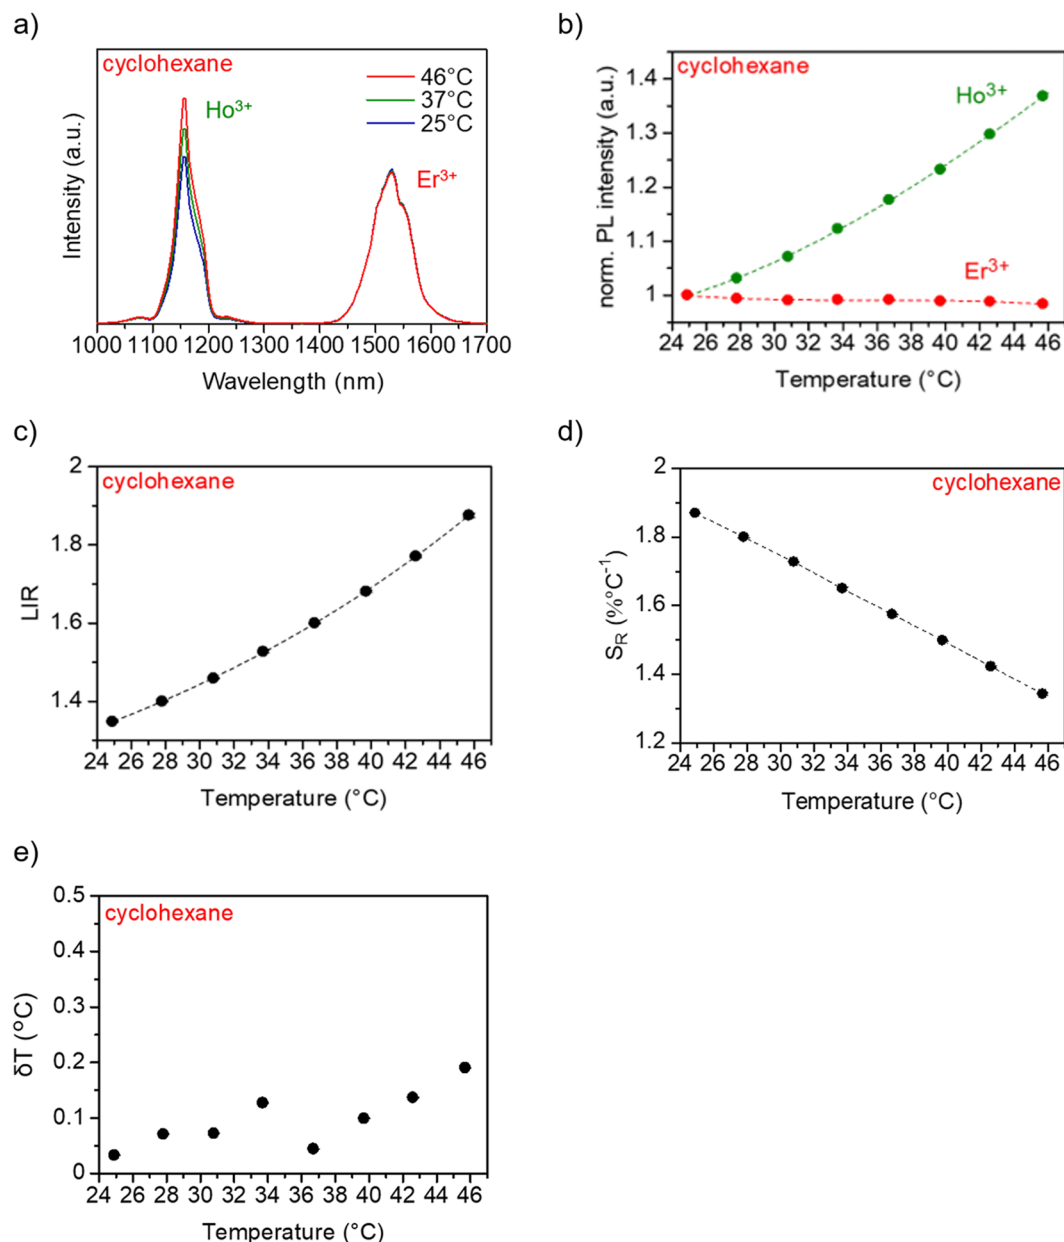 a)
cyclohexane
46°C
37°C
25°C
Ho³⁺
Er³⁺
Intensity (a.u.)
1000 1100 1200 1300 1400 1500 1600 1700
Wavelength (nm)
b)
cyclohexane
Ho³⁺
Er³⁺
norm. PL intensity (a.u.)
1.4
1.3
1.2
1.1
1
24 26 28 30 32 34 36 38 40 42 44 46
Temperature (°C)
c)
cyclohexane
LIR
2
1.8
1.6
1.4
24 26 28 30 32 34 36 38 40 42 44 46
Temperature (°C)
d)
cyclohexane
S_R (%°C⁻¹)
2
1.8
1.6
1.4
1.2
24 26 28 30 32 34 36 38 40 42 44 46
Temperature (°C)
e)
cyclohexane
δT (°C)
0.5
0.4
0.3
0.2
0.1
0
24 26 28 30 32 34 36 38 40 42 44 46
Temperature (°C)